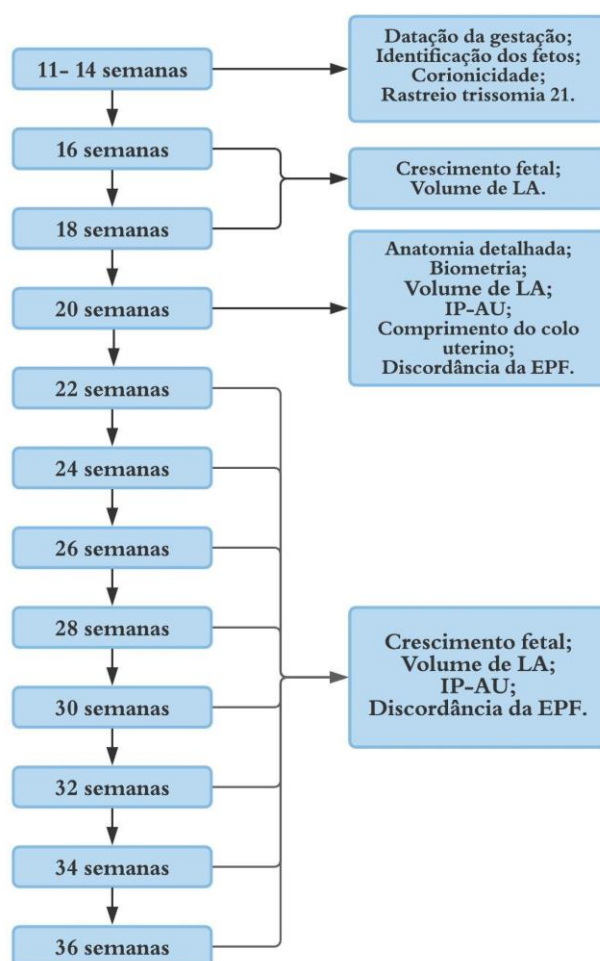 11- 14 semanas
Datação da gestação;
Identificação dos fetos;
Corionicidade;
Rastreio trissomia 21.
16 semanas
18 semanas
Crescimento fetal;
Volume de LA.
20 semanas
Anatomia detalhada;
Biometria;
Volume de LA;
IP-AU;
Comprimento do colo
uterino;
Discordância da EPF.
22 semanas
24 semanas
26 semanas
28 semanas
30 semanas
32 semanas
34 semanas
36 semanas
Crescimento fetal;
Volume de LA;
IP-AU;
Discordância da EPF.